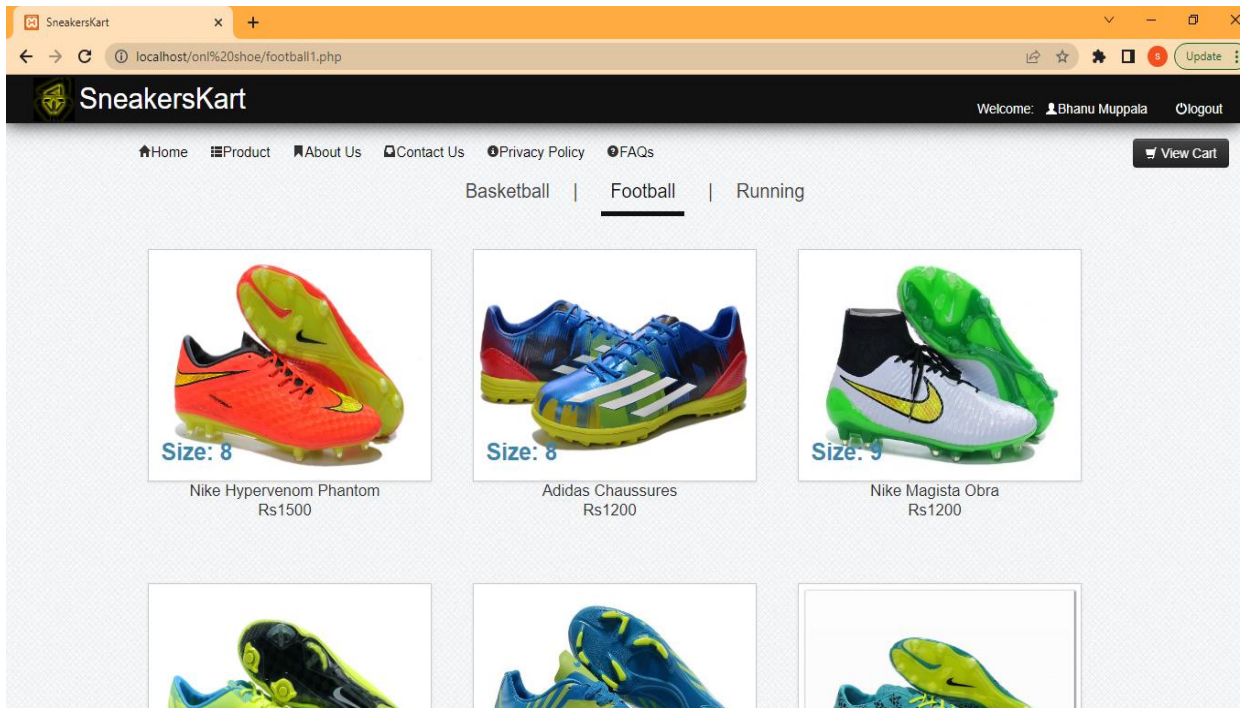 SneakersKart
localhost/onl%20shoe/football1.php
S
Update
SneakersKart
Welcome: Bhanu Muppala logout
Home Product About Us Contact Us Privacy Policy FAQs View Cart
Basketball | Football | Running
Size: 8 Size: 8 Size: 9
Nike Hypervenom Phantom Adidas Chaussures Nike Magista Obra
Rs1500 Rs1200 Rs1200